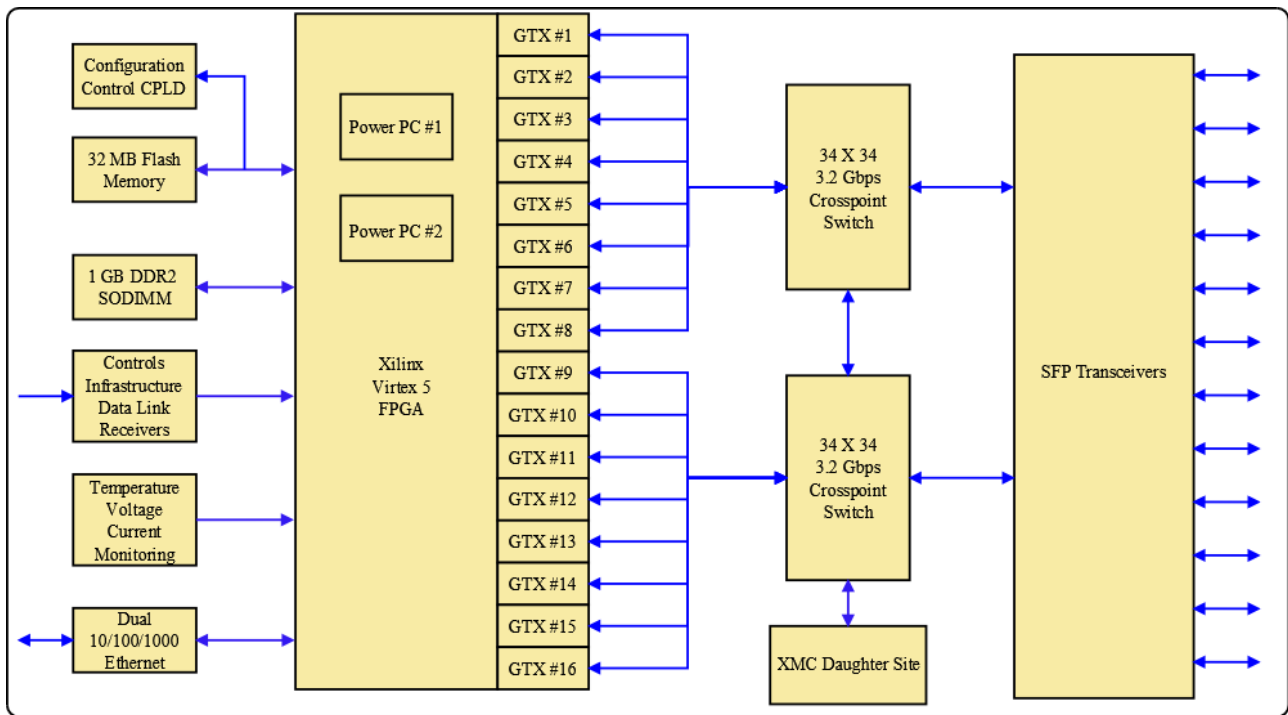 Configuration
Control CPLD
32 MB Flash
Memory
1 GB DDR2
SODIMM
Controls
Infrastructure
Data Link
Receivers
Temperature
Voltage
Current
Monitoring
Dual
10/100/1000
Ethernet
Power PC #1
Power PC #2
Xilinx
Virtex 5
FPGA
GTX #1
GTX #2
GTX #3
GTX #4
GTX #5
GTX #6
GTX #7
GTX #8
GTX #9
GTX #10
GTX #11
GTX #12
GTX #13
GTX #14
GTX #15
GTX #16
34 X 34
3.2 Gbps
Crosspoint
Switch
34 X 34
3.2 Gbps
Crosspoint
Switch
XMC Daughter Site
SFP Transceivers